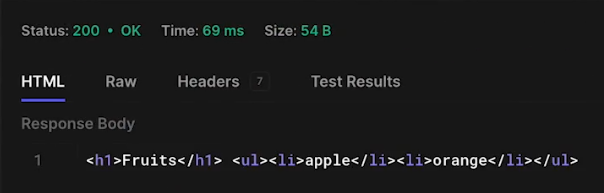 Status: 200 • OK Time: 69 ms Size: 54 B
HTML Raw Headers 7 Test Results
Response Body
1 <h1>Fruits</h1> <ul><li>apple</li><li>orange</li></ul>